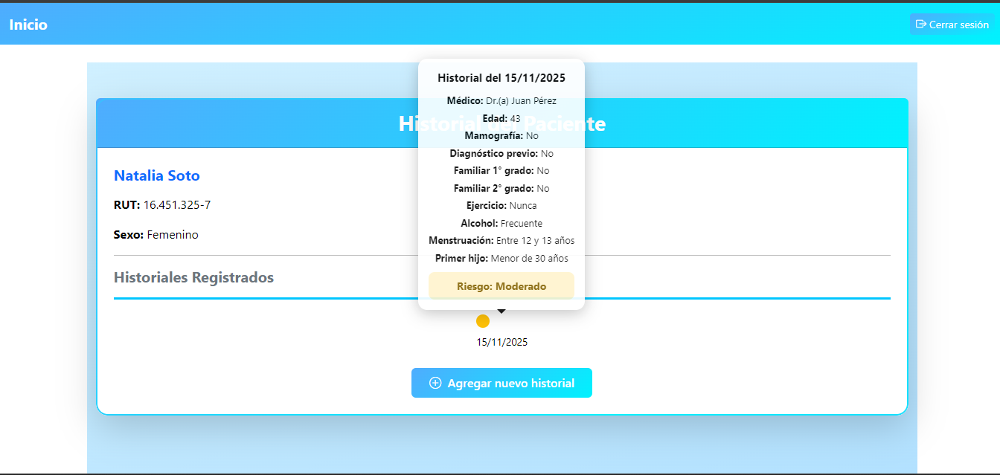 Inicio
Cerrar sesión
Historial del Paciente
Historial del 15/11/2025
Médico: Dr.(a) Juan Pérez
Edad: 43
Mamografía: No
Diagnóstico previo: No
Familiar 1° grado: No
Familiar 2° grado: No
Ejercicio: Nunca
Alcohol: Frecuente
Menstruación: Entre 12 y 13 años
Primer hijo: Menor de 30 años
Riesgo: Moderado
Natalia Soto
RUT: 16.451.325-7
Sexo: Femenino
Historiales Registrados
15/11/2025
Agregar nuevo historial